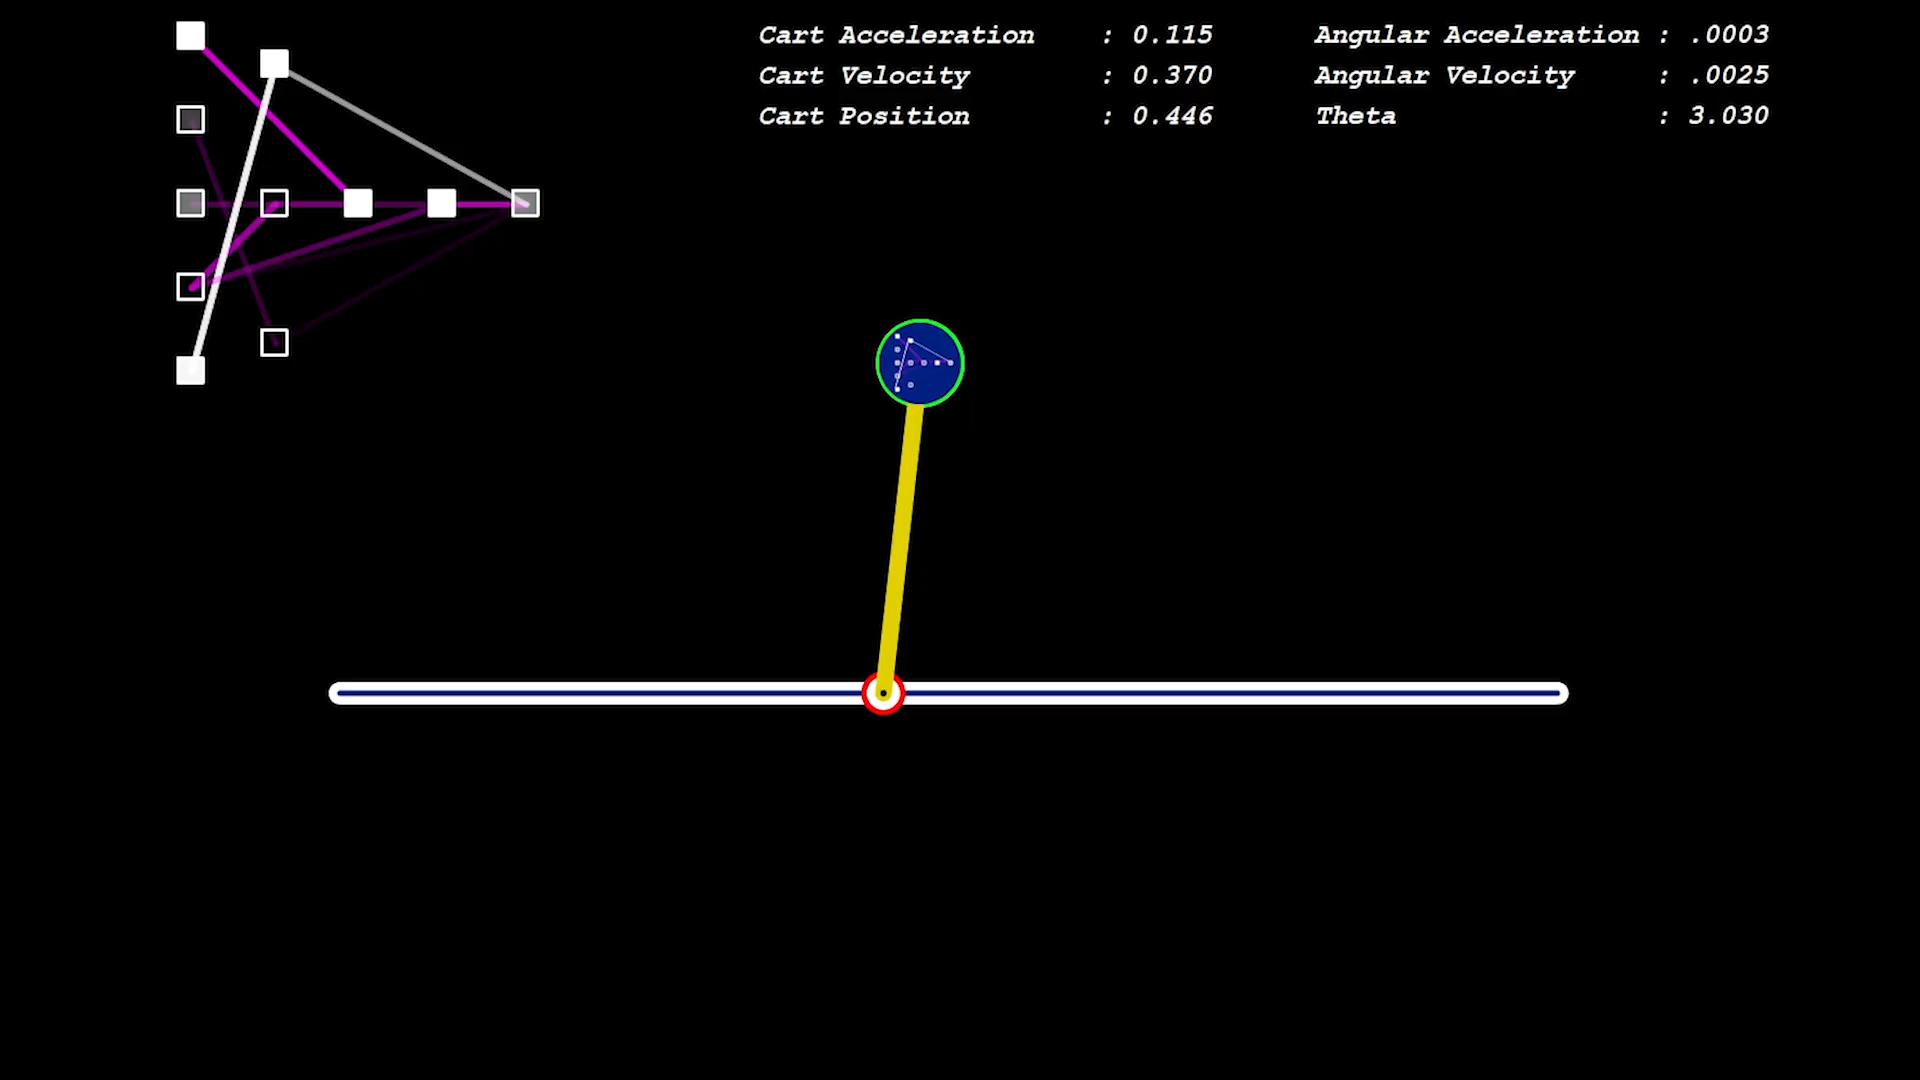 Cart Acceleration : 0.115 Angular Acceleration : .0003
Cart Velocity : 0.370 Angular Velocity : .0025
Cart Position : 0.446 Theta : 3.030